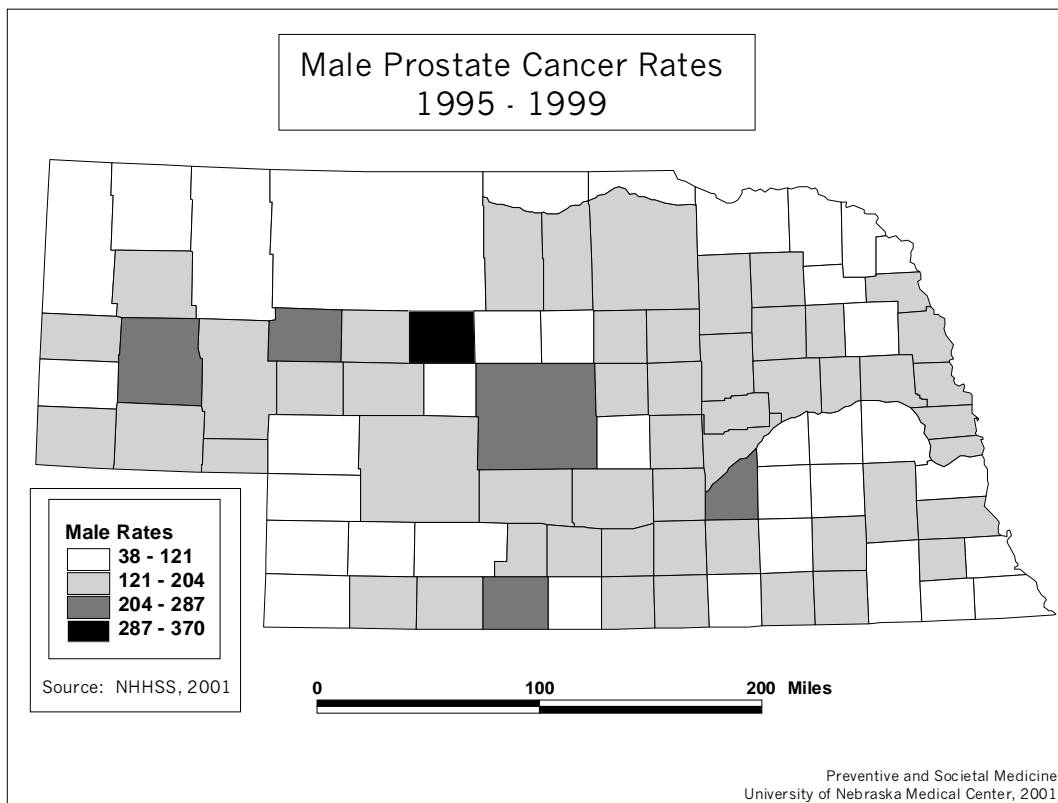 Male Prostate Cancer Rates
1995 - 1999
Male Rates
38 - 121
121 - 204
204 - 287
287 - 370
Source: NHHSS, 2001
0 100 200 Miles
Preventive and Societal Medicine
University of Nebraska Medical Center, 2001